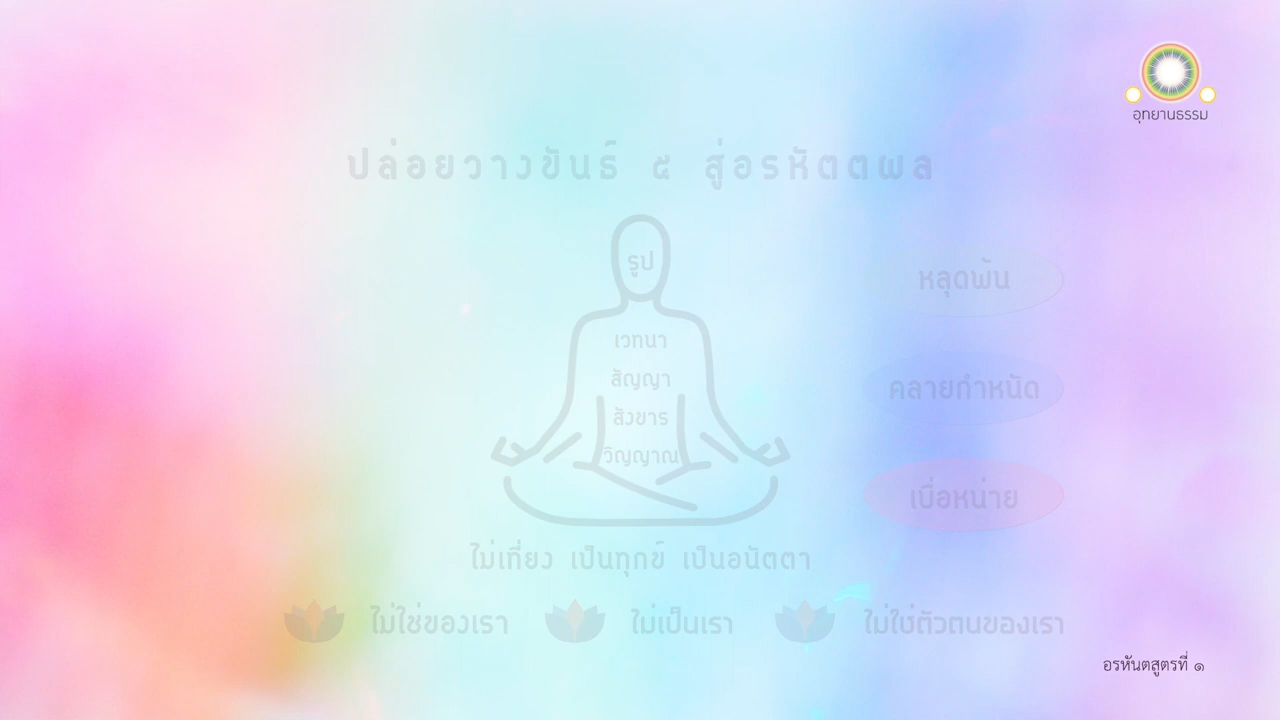 อุทยานธรรม
ปล่อยวางขันธ์ ๕ สู่อรหัตตผล
รูป
เวทนา
สัญญา
สังขาร
วิญญาณ
หลุดพ้น
คลายกำหนัด
เบื่อหน่าย
ไม่เที่ยง เป็นทุกข์ เป็นอนัตตา
ไม่ใช่ของเรา ไม่เป็นเรา ไม่ใช่ตัวตนของเรา
อรหันตสูตรที่ ๑